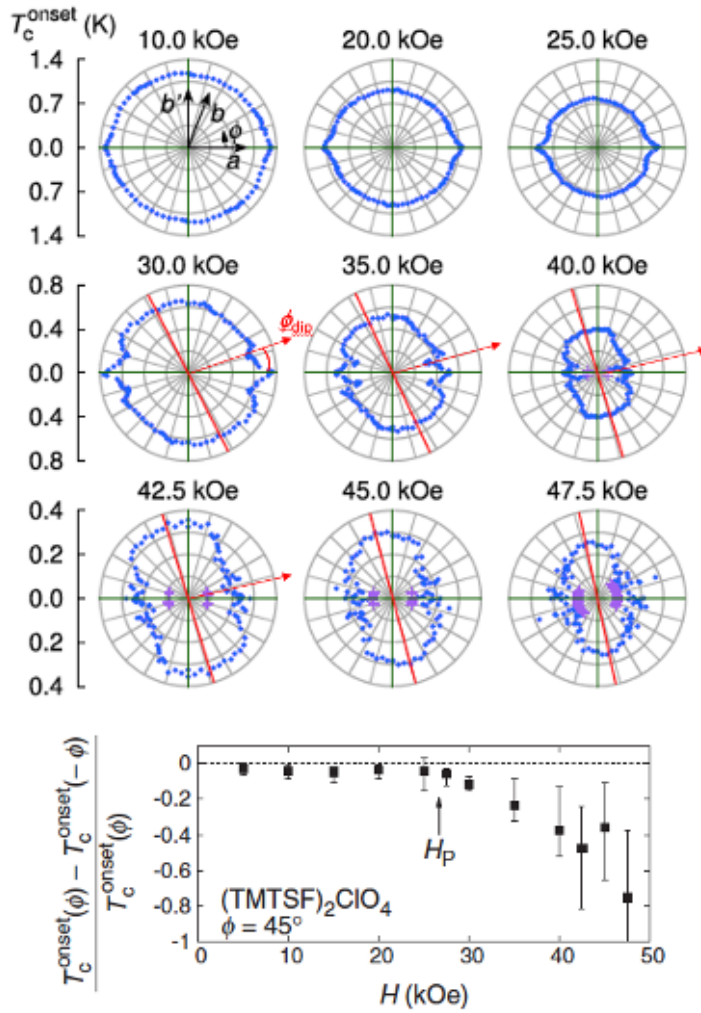 T_c^onset (K)
10.0 kOe 20.0 kOe 25.0 kOe
1.4
0.7
0.0
0.7
1.4
b' b ϕ a
30.0 kOe 35.0 kOe 40.0 kOe
0.8
0.4
0.0
0.4
0.8
ϕ_dip
42.5 kOe 45.0 kOe 47.5 kOe
0.4
0.2
0.0
0.2
0.4
T_c^onset(ϕ) − T_c^onset(−ϕ)
T_c^onset(ϕ)
0
-0.2
-0.4
-0.6
-0.8
-1
H_P
(TMTSF)₂ClO₄
ϕ = 45°
0 10 20 30 40 50
H (kOe)